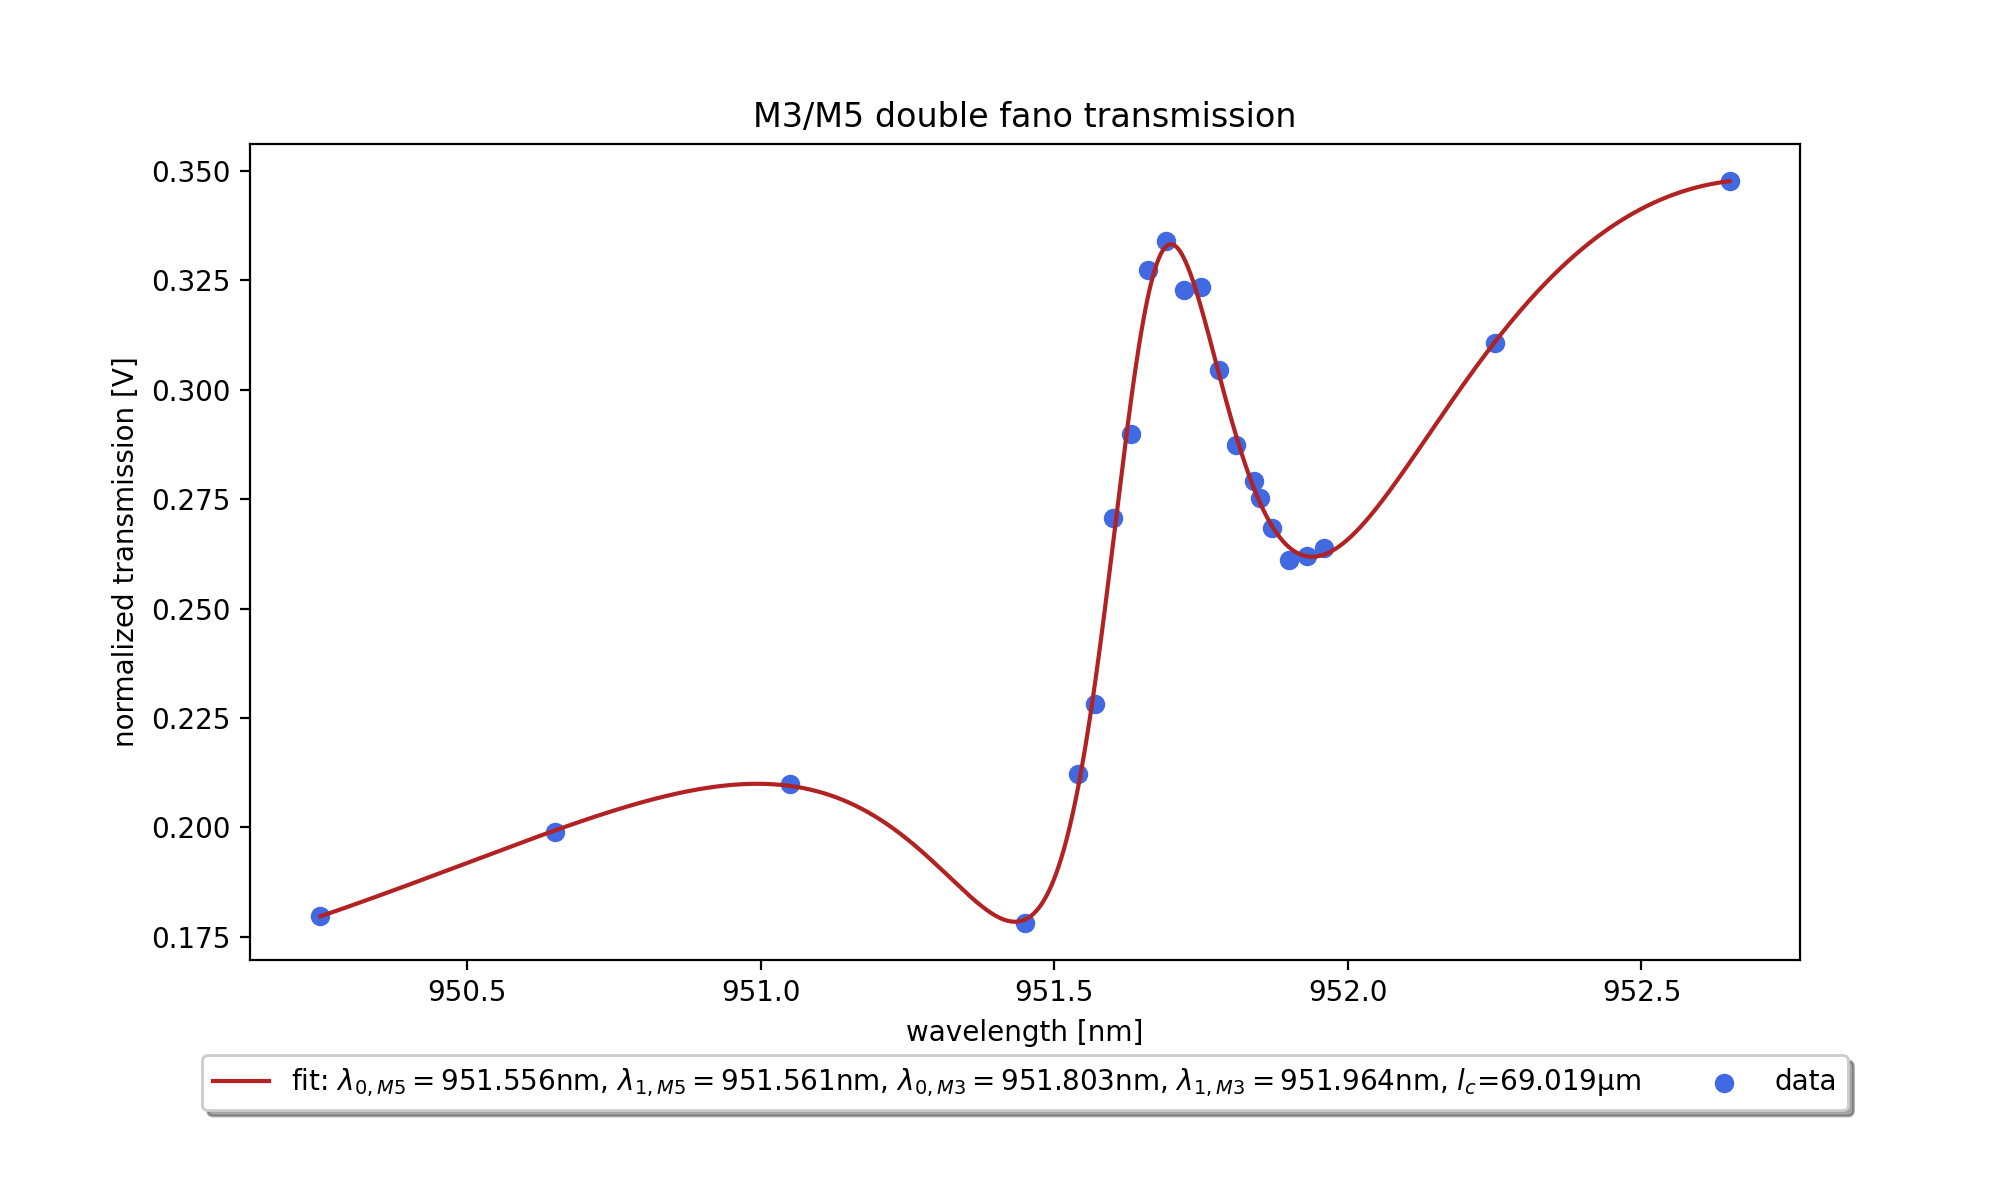 M3/M5 double fano transmission
0.350
0.325
0.300
0.275
0.250
0.225
0.200
0.175
normalized transmission [V]
950.5 951.0 951.5 952.0 952.5
wavelength [nm]
fit: λ0,M5 = 951.556nm, λ1,M5 = 951.561nm, λ0,M3 = 951.803nm, λ1,M3 = 951.964nm, lc=69.019µm data